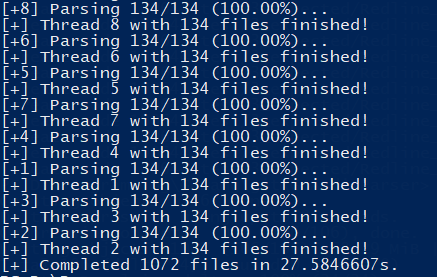 [+8] Parsing 134/134 (100.00%)...
[+] Thread 8 with 134 files finished!
[+6] Parsing 134/134 (100.00%)...
[+] Thread 6 with 134 files finished!
[+5] Parsing 134/134 (100.00%)...
[+] Thread 5 with 134 files finished!
[+7] Parsing 134/134 (100.00%)...
[+] Thread 7 with 134 files finished!
[+4] Parsing 134/134 (100.00%)...
[+] Thread 4 with 134 files finished!
[+1] Parsing 134/134 (100.00%)...
[+] Thread 1 with 134 files finished!
[+3] Parsing 134/134 (100.00%)...
[+] Thread 3 with 134 files finished!
[+2] Parsing 134/134 (100.00%)...
[+] Thread 2 with 134 files finished!
[+] Completed 1072 files in 27.5846607s.